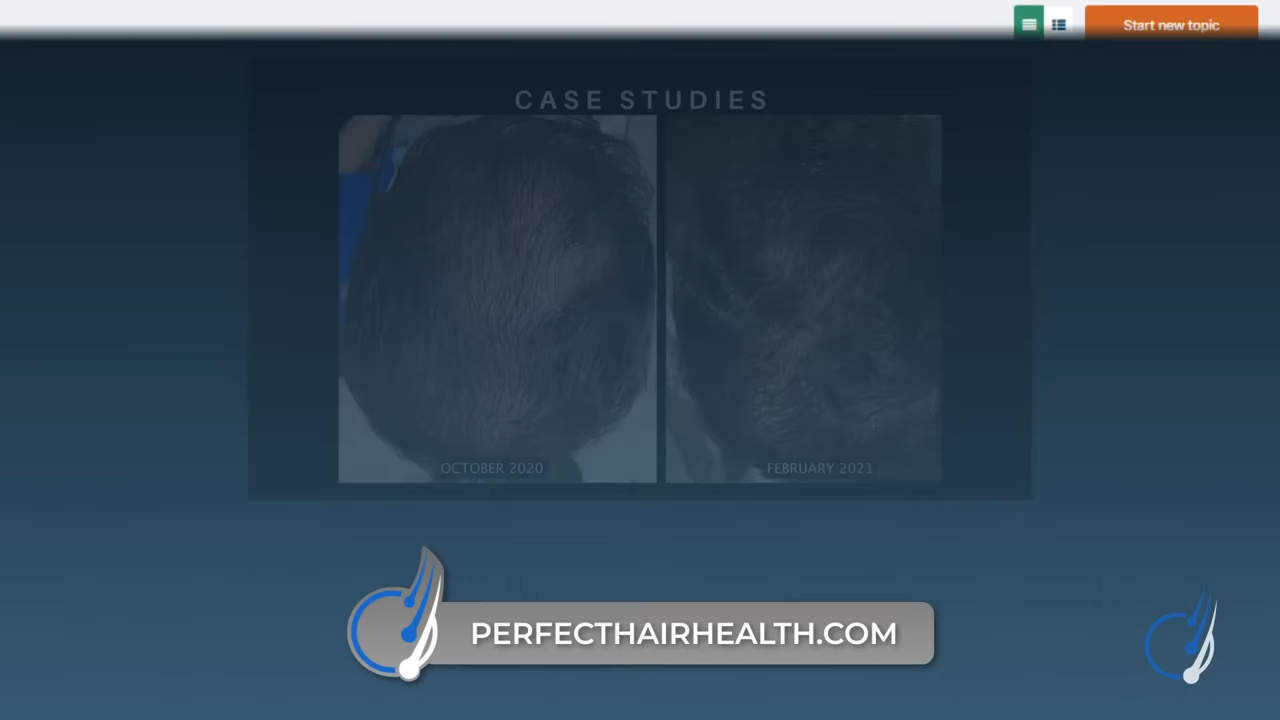 Start new topic
CASE STUDIES
OCTOBER 2020
FEBRUARY 2021
PERFECTHAIRHEALTH.COM